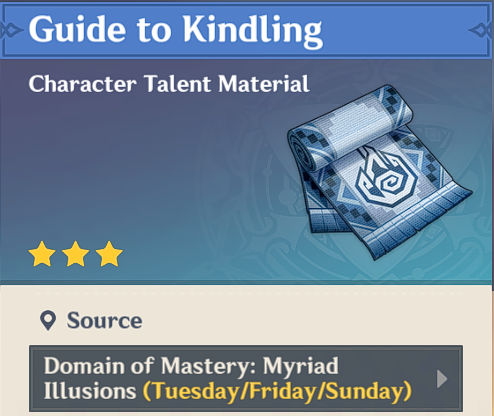 Guide to Kindling
Character Talent Material
Source
Domain of Mastery: Myriad
Illusions (Tuesday/Friday/Sunday)